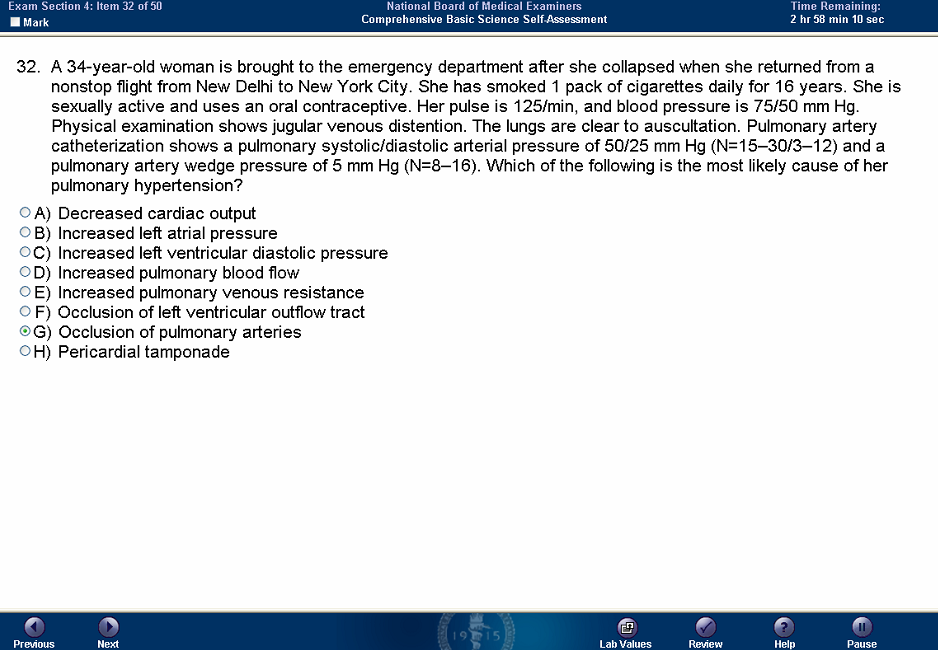 Exam Section 4: Item 32 of 50
National Board of Medical Examiners
Time Remaining:
Mark
Comprehensive Basic Science Self-Assessment
2 hr 58 min 10 sec
32. A 34-year-old woman is brought to the emergency department after she collapsed when she returned from a
nonstop flight from New Delhi to New York City. She has smoked 1 pack of cigarettes daily for 16 years. She is
sexually active and uses an oral contraceptive. Her pulse is 125/min, and blood pressure is 75/50 mm Hg.
Physical examination shows jugular venous distention. The lungs are clear to auscultation. Pulmonary artery
catheterization shows a pulmonary systolic/diastolic arterial pressure of 50/25 mm Hg (N=15–30/3–12) and a
pulmonary artery wedge pressure of 5 mm Hg (N=8–16). Which of the following is the most likely cause of her
pulmonary hypertension?
A) Decreased cardiac output
B) Increased left atrial pressure
C) Increased left ventricular diastolic pressure
D) Increased pulmonary blood flow
E) Increased pulmonary venous resistance
F) Occlusion of left ventricular outflow tract
G) Occlusion of pulmonary arteries
H) Pericardial tamponade
19 15
Previous
Next
Lab Values
Review
Help
Pause